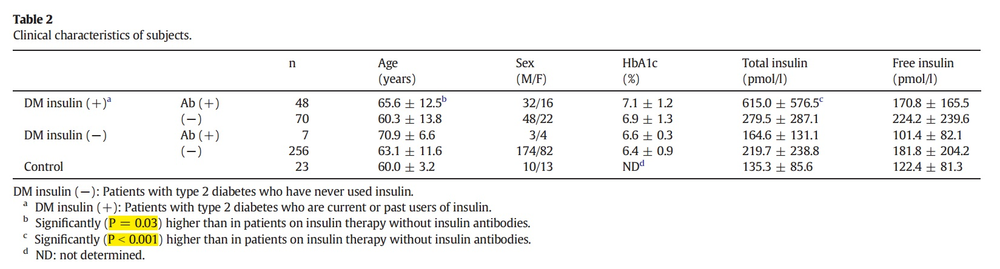 Table 2
Clinical characteristics of subjects.
n Age Sex HbA1c Total insulin Free insulin
(years) (M/F) (%) (pmol/l) (pmol/l)
DM insulin (+)a Ab (+) 48 65.6 ± 12.5b 32/16 7.1 ± 1.2 615.0 ± 576.5c 170.8 ± 165.5
(−) 70 60.3 ± 13.8 48/22 6.9 ± 1.3 279.5 ± 287.1 224.2 ± 239.6
DM insulin (−) Ab (+) 7 70.9 ± 6.6 3/4 6.6 ± 0.3 164.6 ± 131.1 101.4 ± 82.1
(−) 256 63.1 ± 11.6 174/82 6.4 ± 0.9 219.7 ± 238.8 181.8 ± 204.2
Control 23 60.0 ± 3.2 10/13 NDd 135.3 ± 85.6 122.4 ± 81.3
DM insulin (−): Patients with type 2 diabetes who have never used insulin.
a DM insulin (+): Patients with type 2 diabetes who are current or past users of insulin.
b Significantly (P = 0.03) higher than in patients on insulin therapy without insulin antibodies.
c Significantly (P < 0.001) higher than in patients on insulin therapy without insulin antibodies.
d ND: not determined.